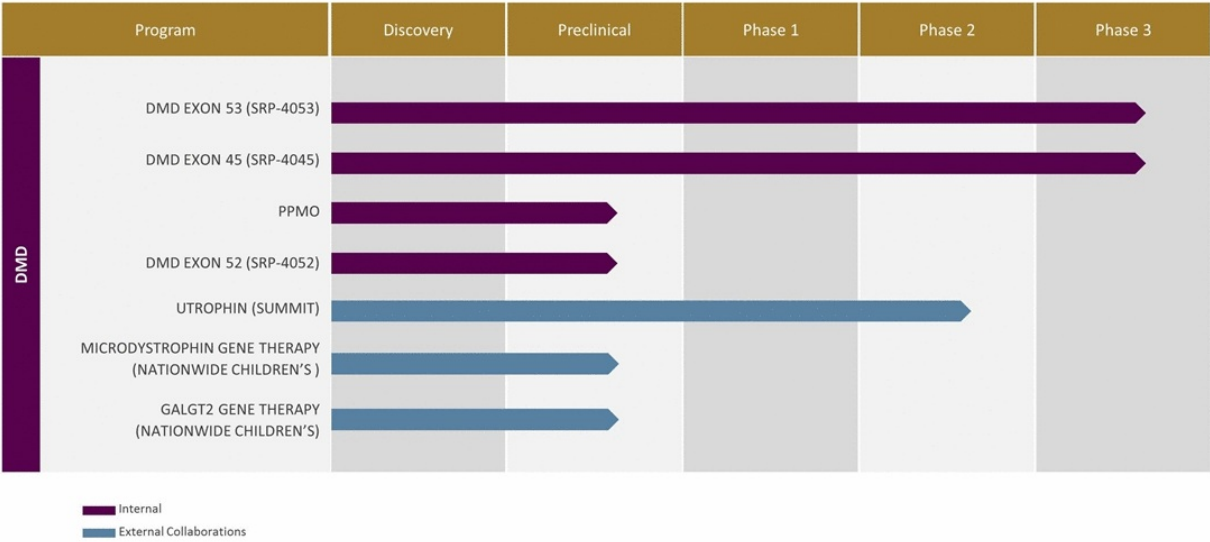 Program
Discovery
Preclinical
Phase 1
Phase 2
Phase 3
DMD
DMD EXON 53 (SRP-4053)
DMD EXON 45 (SRP-4045)
PPMO
DMD EXON 52 (SRP-4052)
UTROPHIN (SUMMIT)
MICRODYSTROPHIN GENE THERAPY
(NATIONWIDE CHILDREN'S )
GALGT2 GENE THERAPY
(NATIONWIDE CHILDREN'S)
Internal
External Collaborations